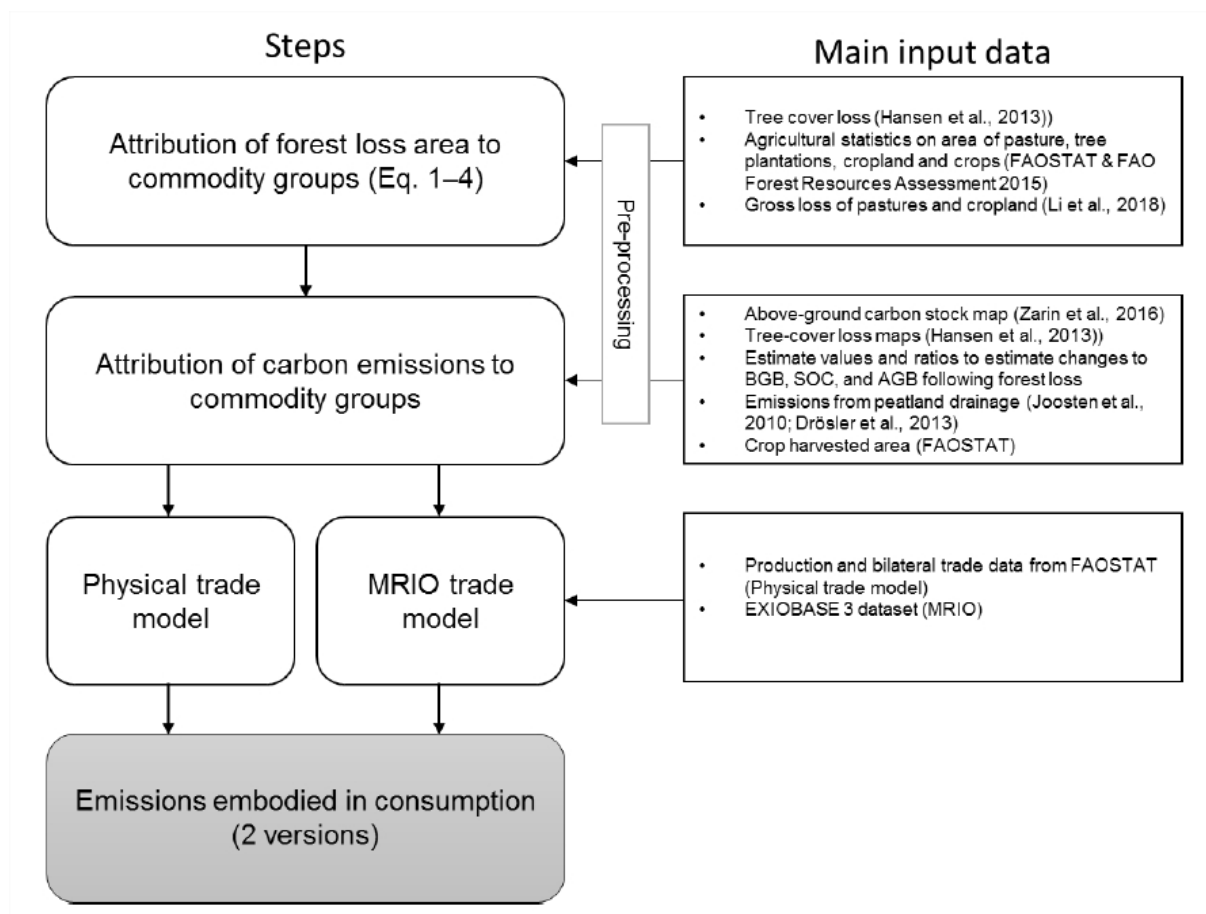 Steps
Main input data
Attribution of forest loss area to
commodity groups (Eq. 1–4)
• Tree cover loss (Hansen et al., 2013))
• Agricultural statistics on area of pasture, tree
plantations, cropland and crops (FAOSTAT & FAO
Forest Resources Assessment 2015)
• Gross loss of pastures and cropland (Li et al., 2018)
Pre-processing
Attribution of carbon emissions to
commodity groups
• Above-ground carbon stock map (Zarin et al., 2016)
• Tree-cover loss maps (Hansen et al., 2013))
• Estimate values and ratios to estimate changes to
BGB, SOC, and AGB following forest loss
• Emissions from peatland drainage (Joosten et al.,
2010; Drösler et al., 2013)
• Crop harvested area (FAOSTAT)
Physical trade
model
MRIO trade
model
• Production and bilateral trade data from FAOSTAT
(Physical trade model)
• EXIOBASE 3 dataset (MRIO)
Emissions embodied in consumption
(2 versions)